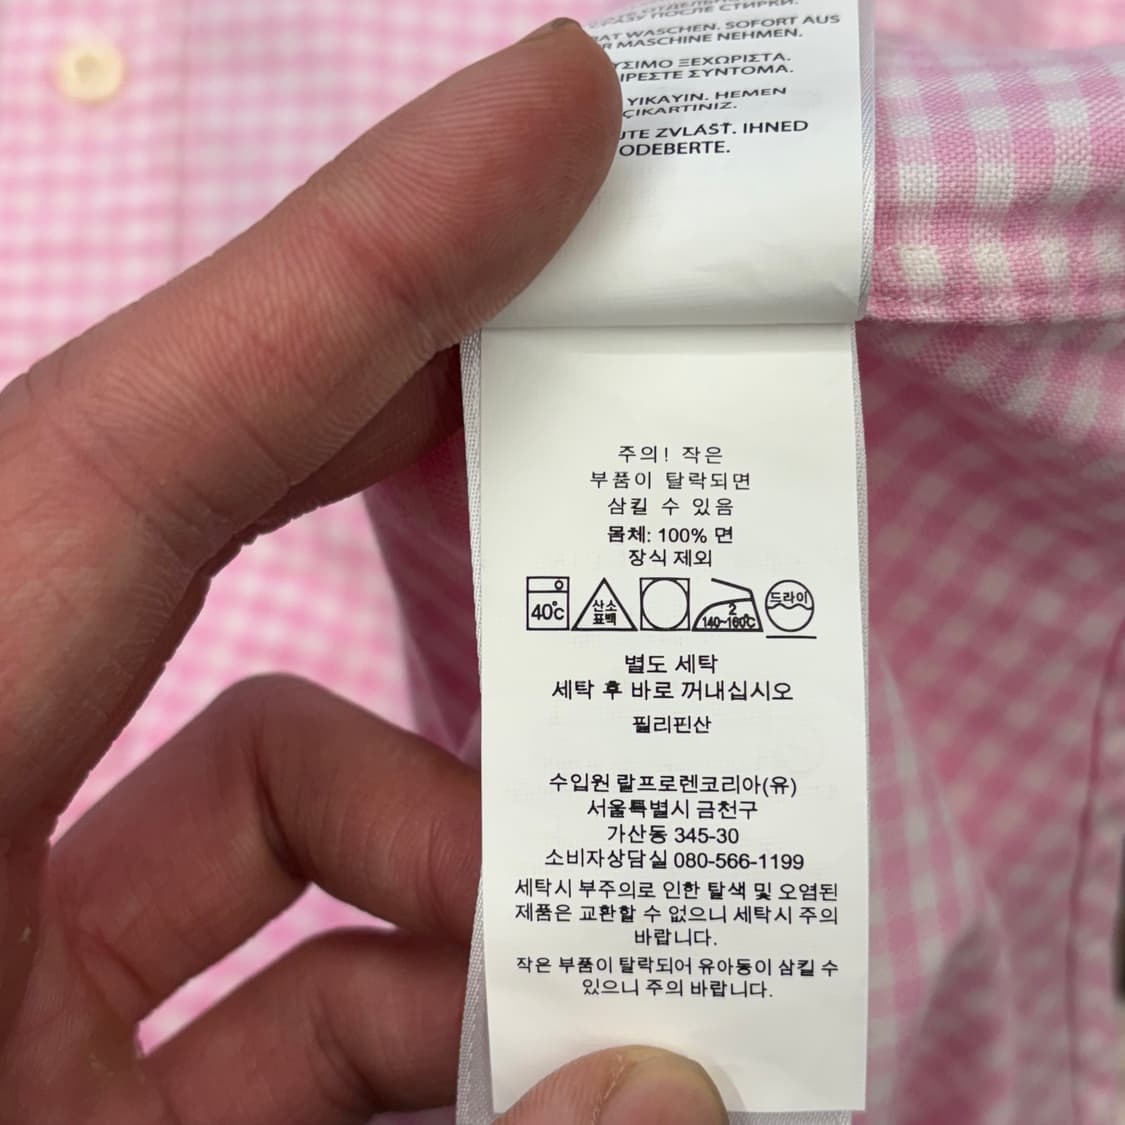 СРАЗУ ПОСЛЕ СТИРКИ.
WASCHEN, SOFORT AUS
MASCHINE NEHMEN.
ΞΕΧΩΡΙΣΤΑ.
ΣΥΝΤΟΜΑ.
YIKAYIN. HEMEN
ÇIKARTINIZ.
ZVLÁŠŤ. IHNED
ODEBERTE.
주의! 작은
부품이 탈락되면
삼킬 수 있음
몸체: 100% 면
장식 제외
40℃ 산소 표백 2 140~160℃ 드라이
별도 세탁
세탁 후 바로 꺼내십시오
필리핀산
수입원 랄프로렌코리아(유)
서울특별시 금천구
가산동 345-30
소비자상담실 080-566-1199
세탁시 부주의로 인한 탈색 및 오염된
제품은 교환할 수 없으니 세탁시 주의
바랍니다.
작은 부품이 탈락되어 유아동이 삼킬 수
있으니 주의 바랍니다.